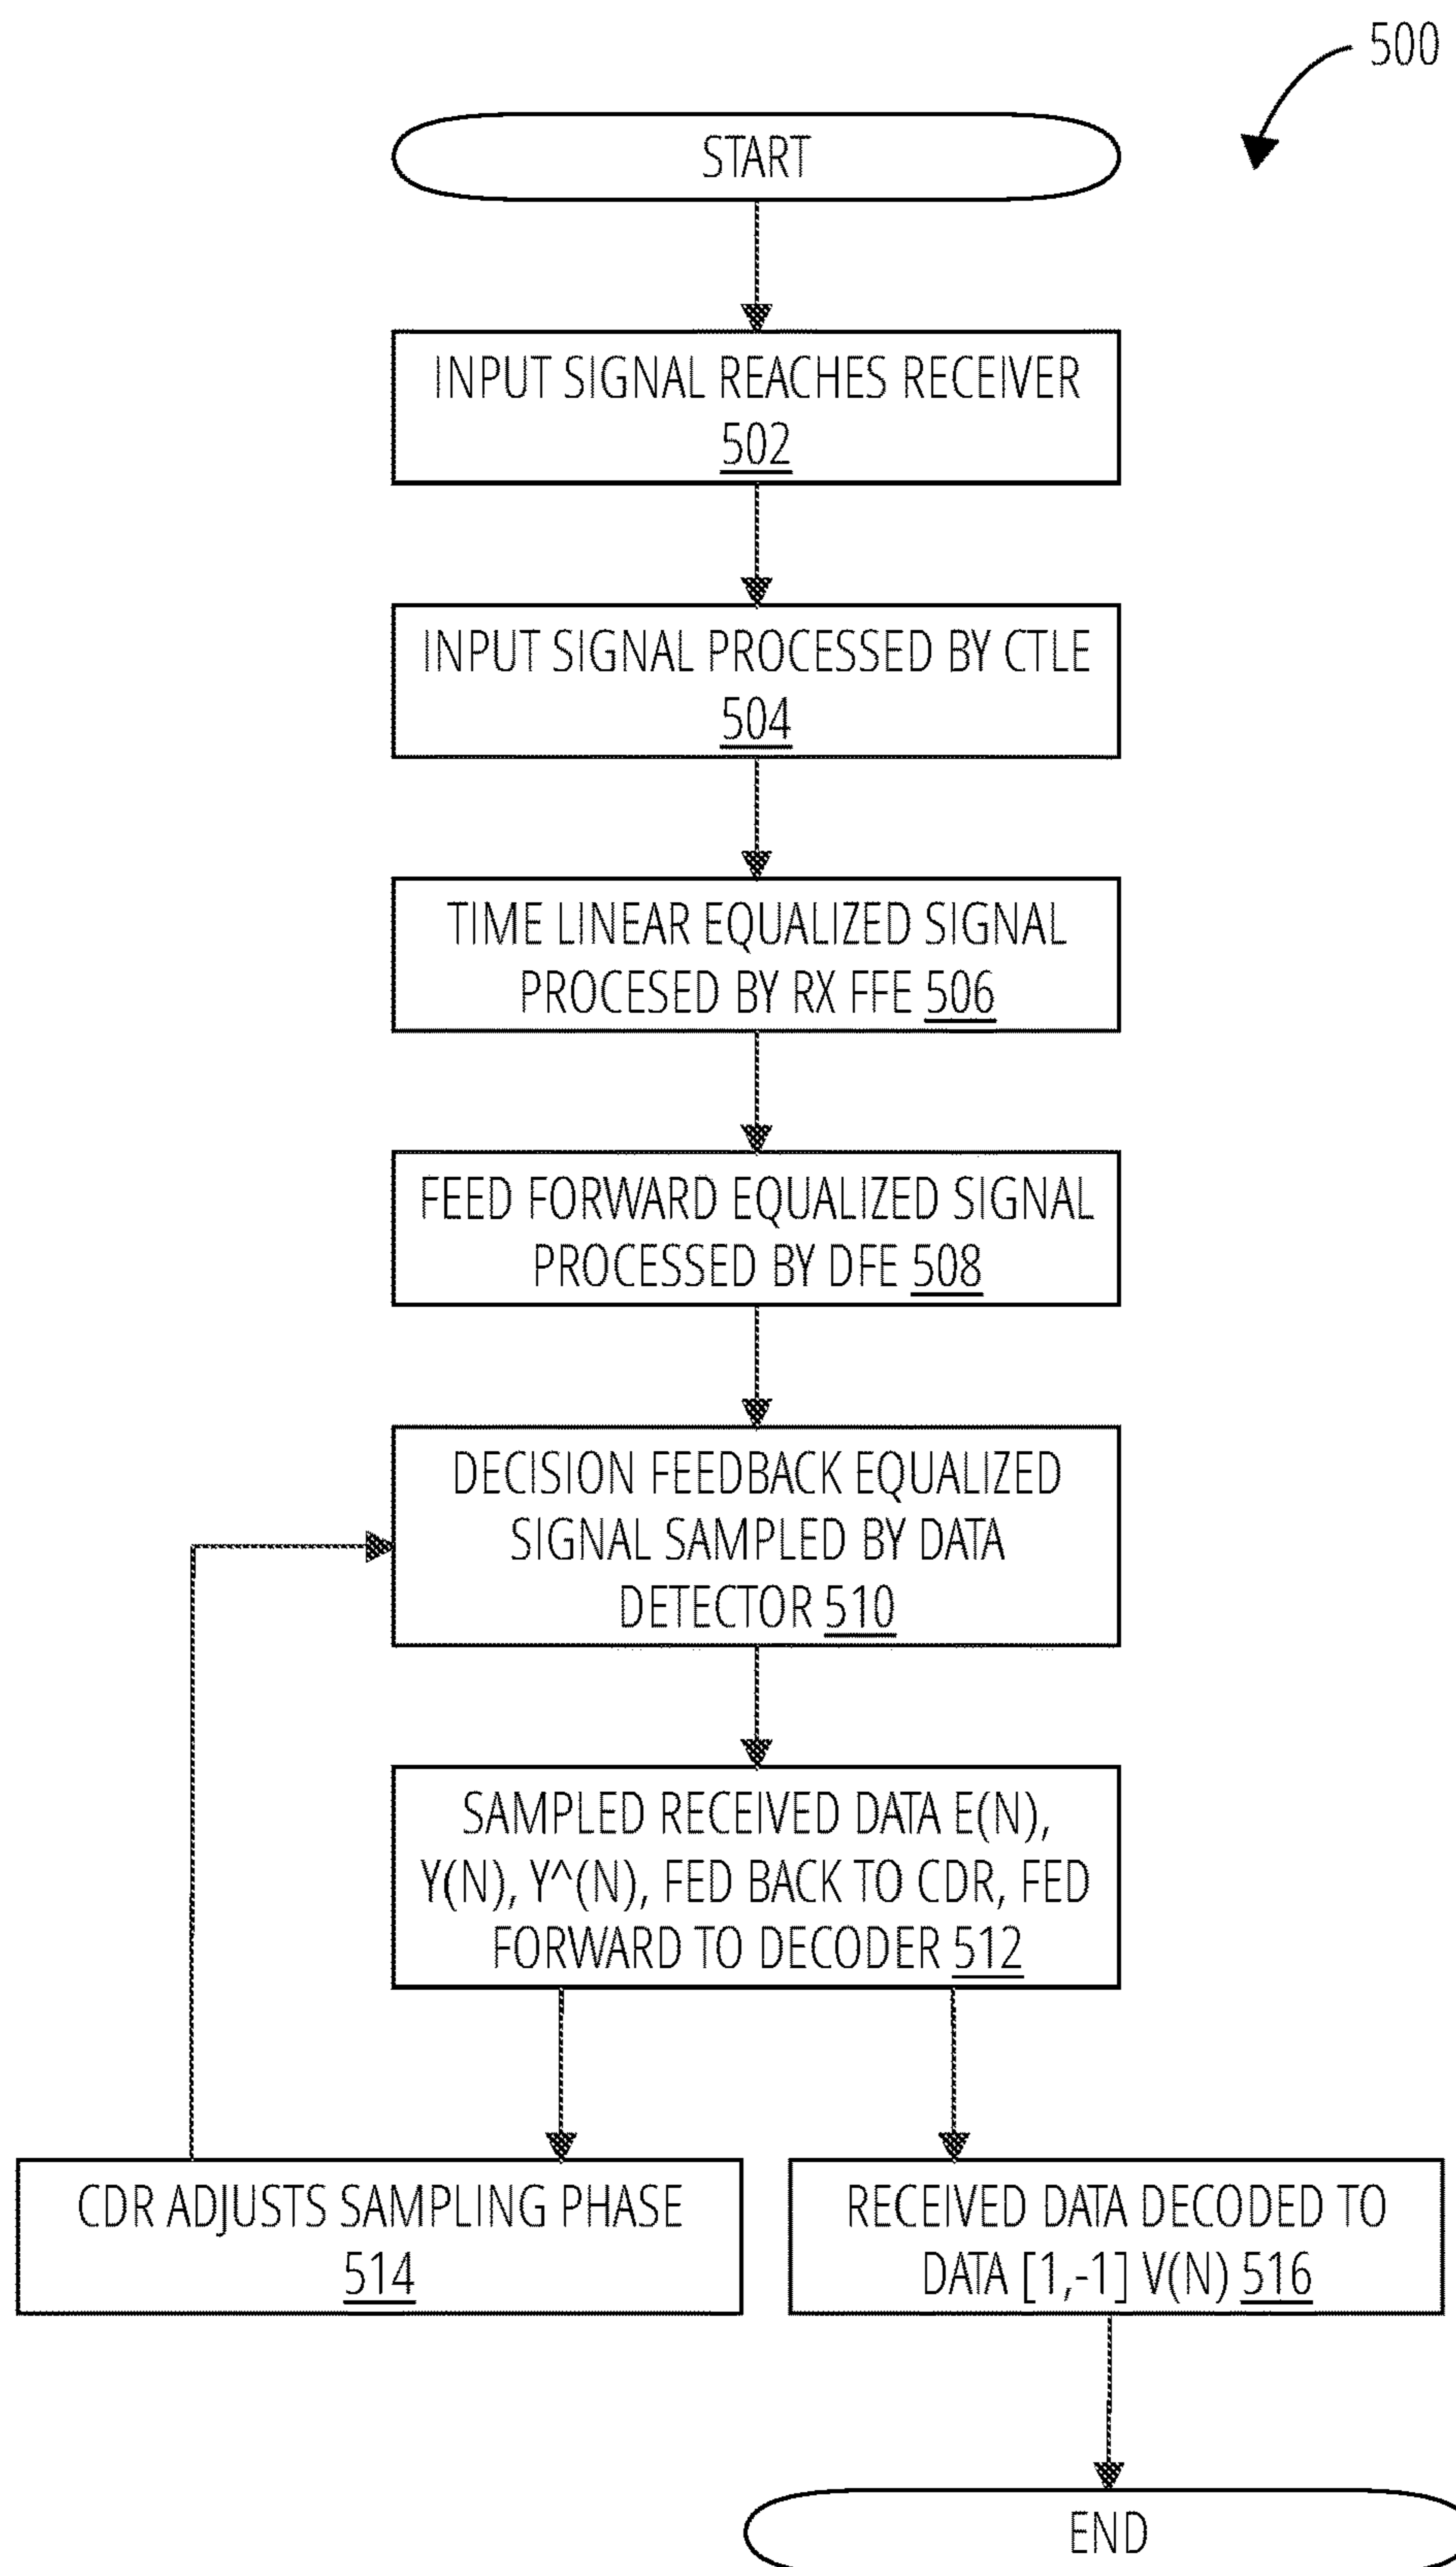 500
START
INPUT SIGNAL REACHES RECEIVER
502
INPUT SIGNAL PROCESSED BY CTLE
504
TIME LINEAR EQUALIZED SIGNAL
PROCESED BY RX FFE 506
FEED FORWARD EQUALIZED SIGNAL
PROCESSED BY DFE 508
DECISION FEEDBACK EQUALIZED
SIGNAL SAMPLED BY DATA
DETECTOR 510
SAMPLED RECEIVED DATA E(N),
Y(N), Y^(N), FED BACK TO CDR, FED
FORWARD TO DECODER 512
CDR ADJUSTS SAMPLING PHASE
514
RECEIVED DATA DECODED TO
DATA [1,-1] V(N) 516
END